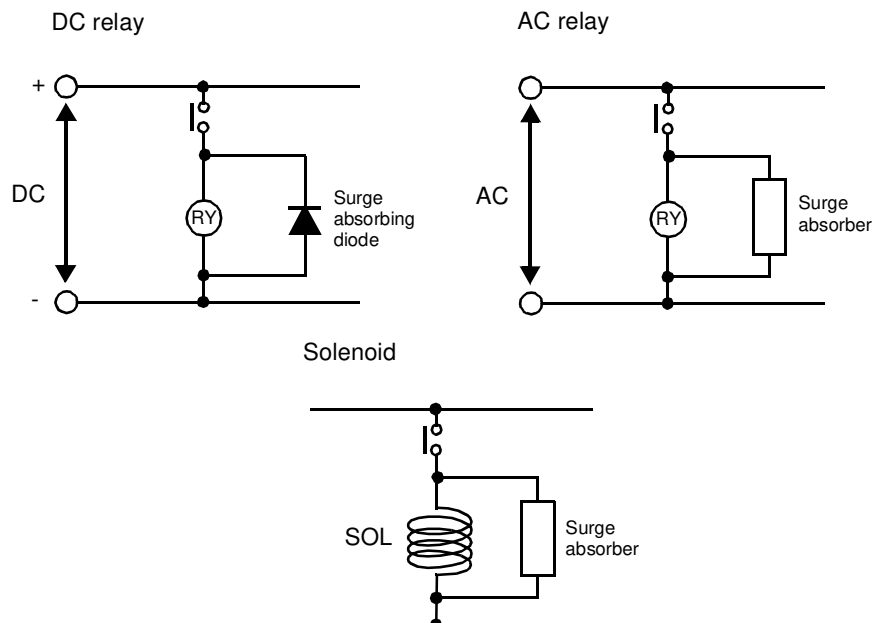 DC relay
AC relay
+
DC
RY
Surge
absorbing
diode
-
AC
RY
Surge
absorber
Solenoid
SOL
Surge
absorber